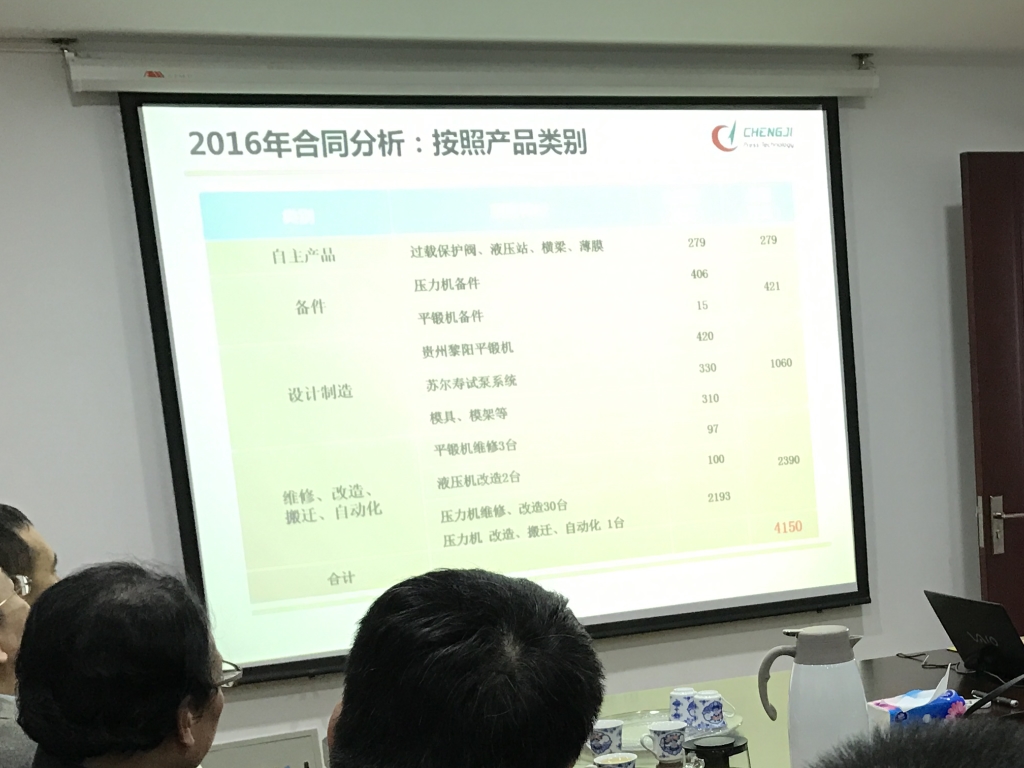 2016年合同分析：按照产品类别
CHENGJI
类别
自主产品 过载保护阀、液压站、横梁、薄膜 279 279
备件 压力机备件 406 421
平锻机备件 15
设计制造 贵州黎阳平锻机 420 1060
苏尔寿试泵系统 330
模具、模架等 310
维修、改造、
搬迁、自动化 平锻机维修3台 97 2390
液压机改造2台 100
压力机维修、改造30台 2193
压力机 改造、搬迁、自动化 1台
合计 4150
VAIO